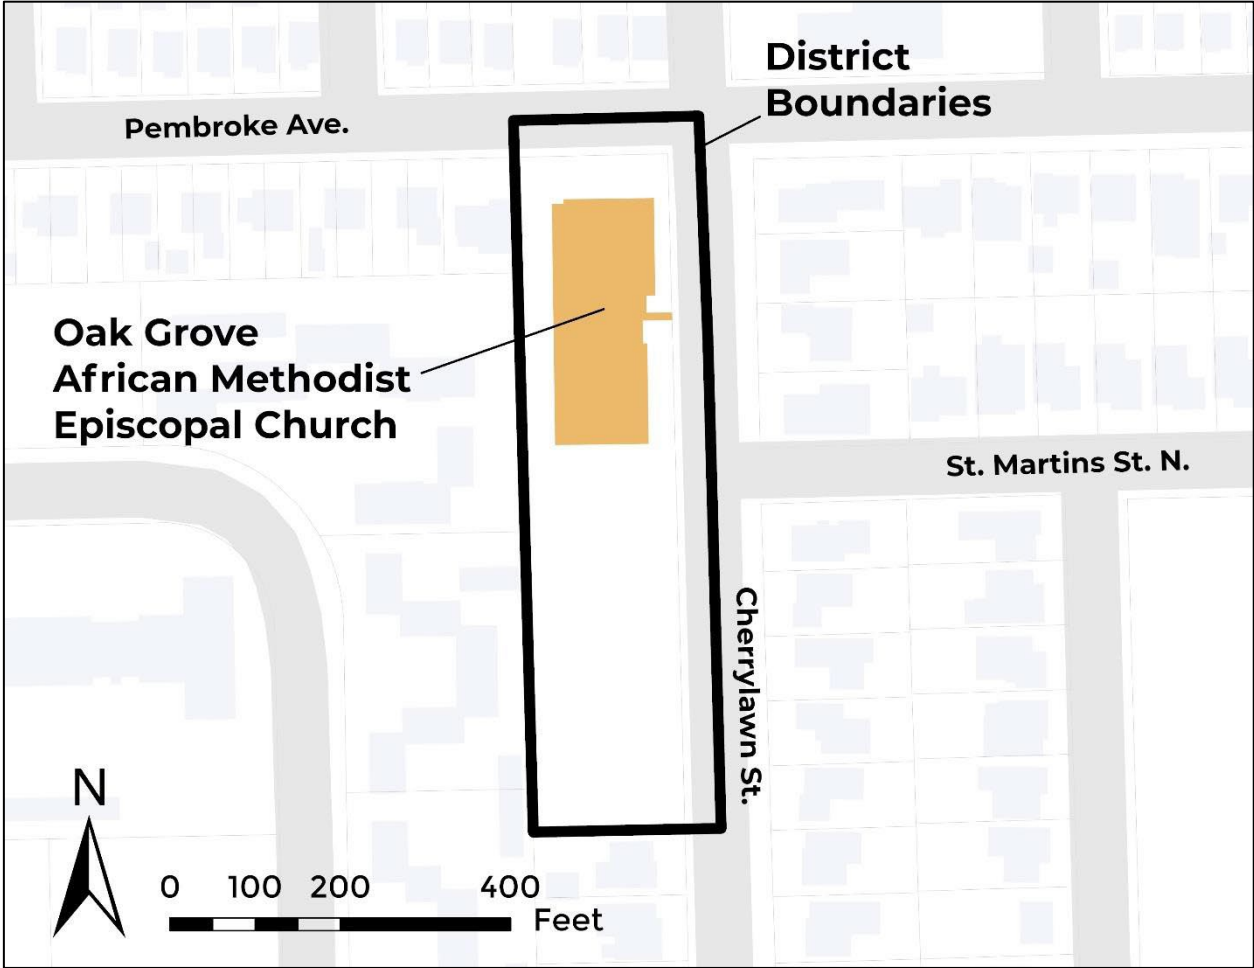 District
Boundaries
Pembroke Ave.
Oak Grove
African Methodist
Episcopal Church
St. Martins St. N.
Cherrylawn St.
N
0 100 200 400
Feet